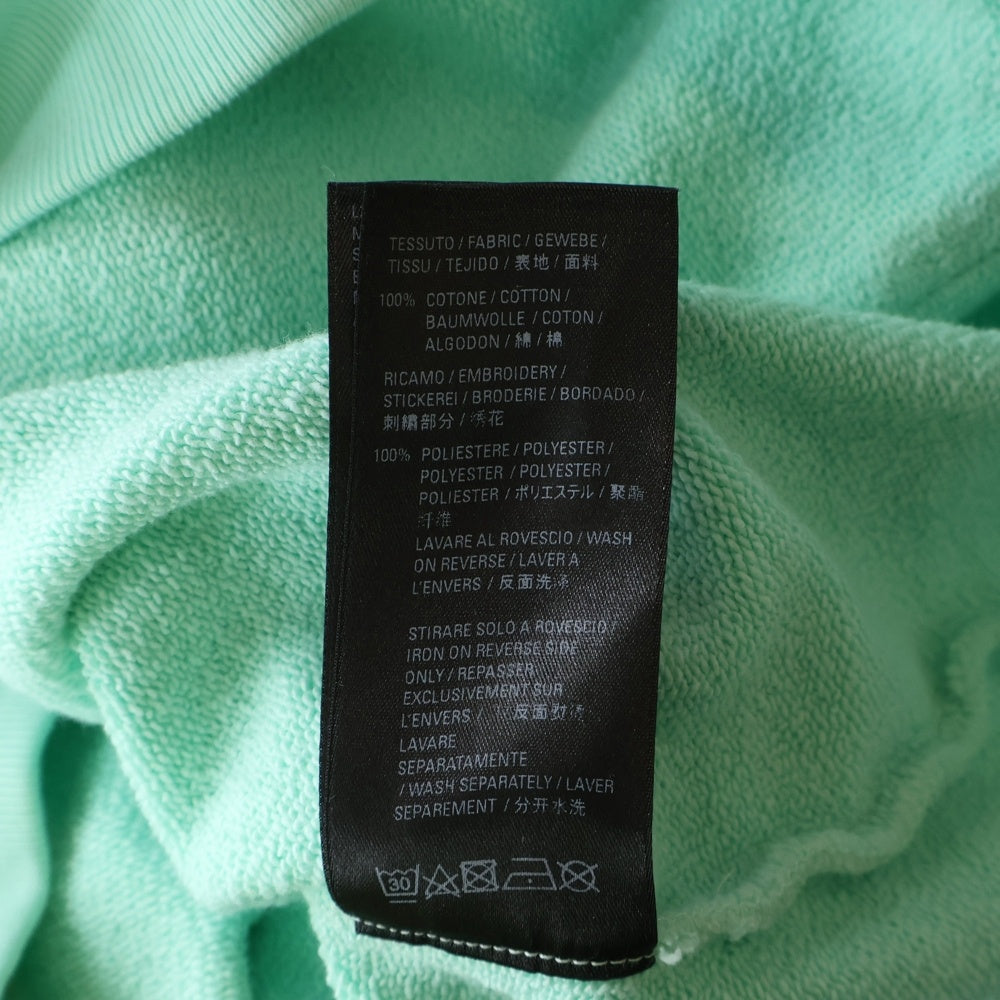 TESSUTO / FABRIC / GEWEBE /
TISSU / TEJIDO / 表地 / 面料
100% COTONE / COTTON /
BAUMWOLLE / COTON /
ALGODON / 綿 / 棉
RICAMO / EMBROIDERY /
STICKEREI / BRODERIE / BORDADO /
刺繍部分 / 绣花
100% POLIESTERE / POLYESTER /
POLYESTER / POLYESTER /
POLIESTER / ポリエステル / 聚酯
纤维
LAVARE AL ROVESCIO / WASH
ON REVERSE / LAVER A
L'ENVERS / 反面洗
STIRARE SOLO A ROVESCIO /
IRON ON REVERSE SIDE
ONLY / REPASSER
EXCLUSIVEMENT SUR
L'ENVERS / 反面
LAVARE
SEPARATAMENTE
/ WASH SEPARATELY / LAVER
SEPAREMENT / 分开水洗
30